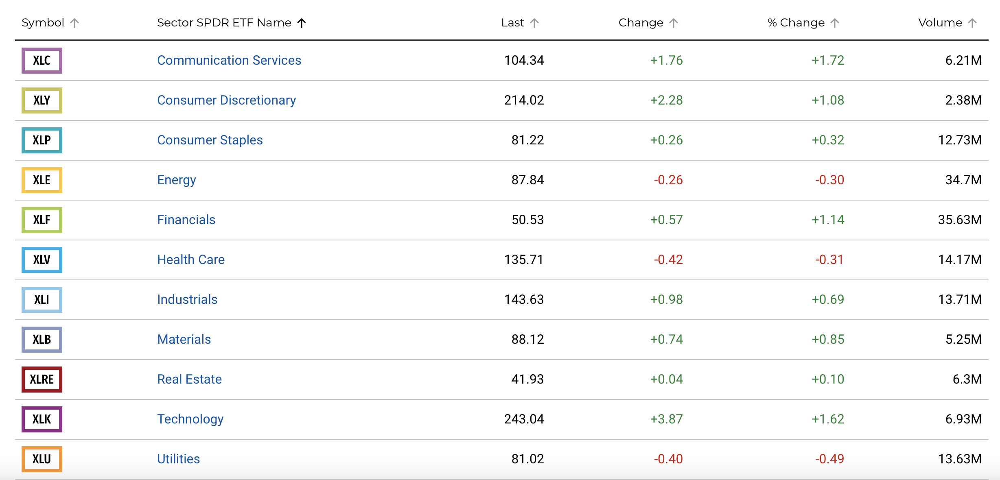 Symbol ↑ Sector SPDR ETF Name ↑ Last ↑ Change ↑ % Change ↑ Volume ↑
XLC Communication Services 104.34 +1.76 +1.72 6.21M
XLY Consumer Discretionary 214.02 +2.28 +1.08 2.38M
XLP Consumer Staples 81.22 +0.26 +0.32 12.73M
XLE Energy 87.84 -0.26 -0.30 34.7M
XLF Financials 50.53 +0.57 +1.14 35.63M
XLV Health Care 135.71 -0.42 -0.31 14.17M
XLI Industrials 143.63 +0.98 +0.69 13.71M
XLB Materials 88.12 +0.74 +0.85 5.25M
XLRE Real Estate 41.93 +0.04 +0.10 6.3M
XLK Technology 243.04 +3.87 +1.62 6.93M
XLU Utilities 81.02 -0.40 -0.49 13.63M